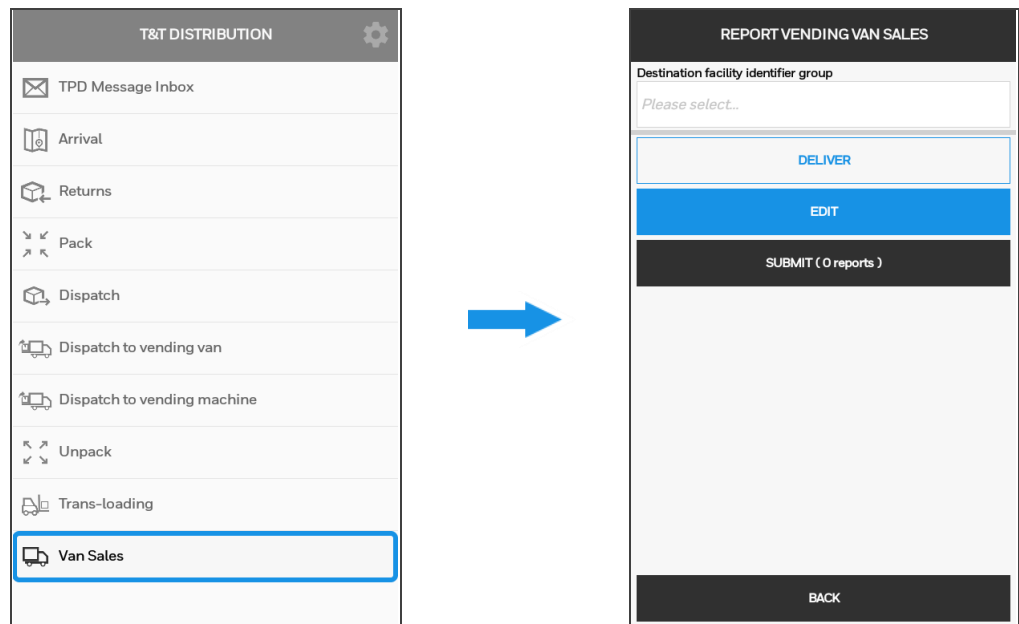 T&T DISTRIBUTION
TPD Message Inbox
Arrival
Returns
Pack
Dispatch
Dispatch to vending van
Dispatch to vending machine
Unpack
Trans-loading
Van Sales
REPORT VENDING VAN SALES
Destination facility identifier group
Please select...
DELIVER
EDIT
SUBMIT ( 0 reports )
BACK